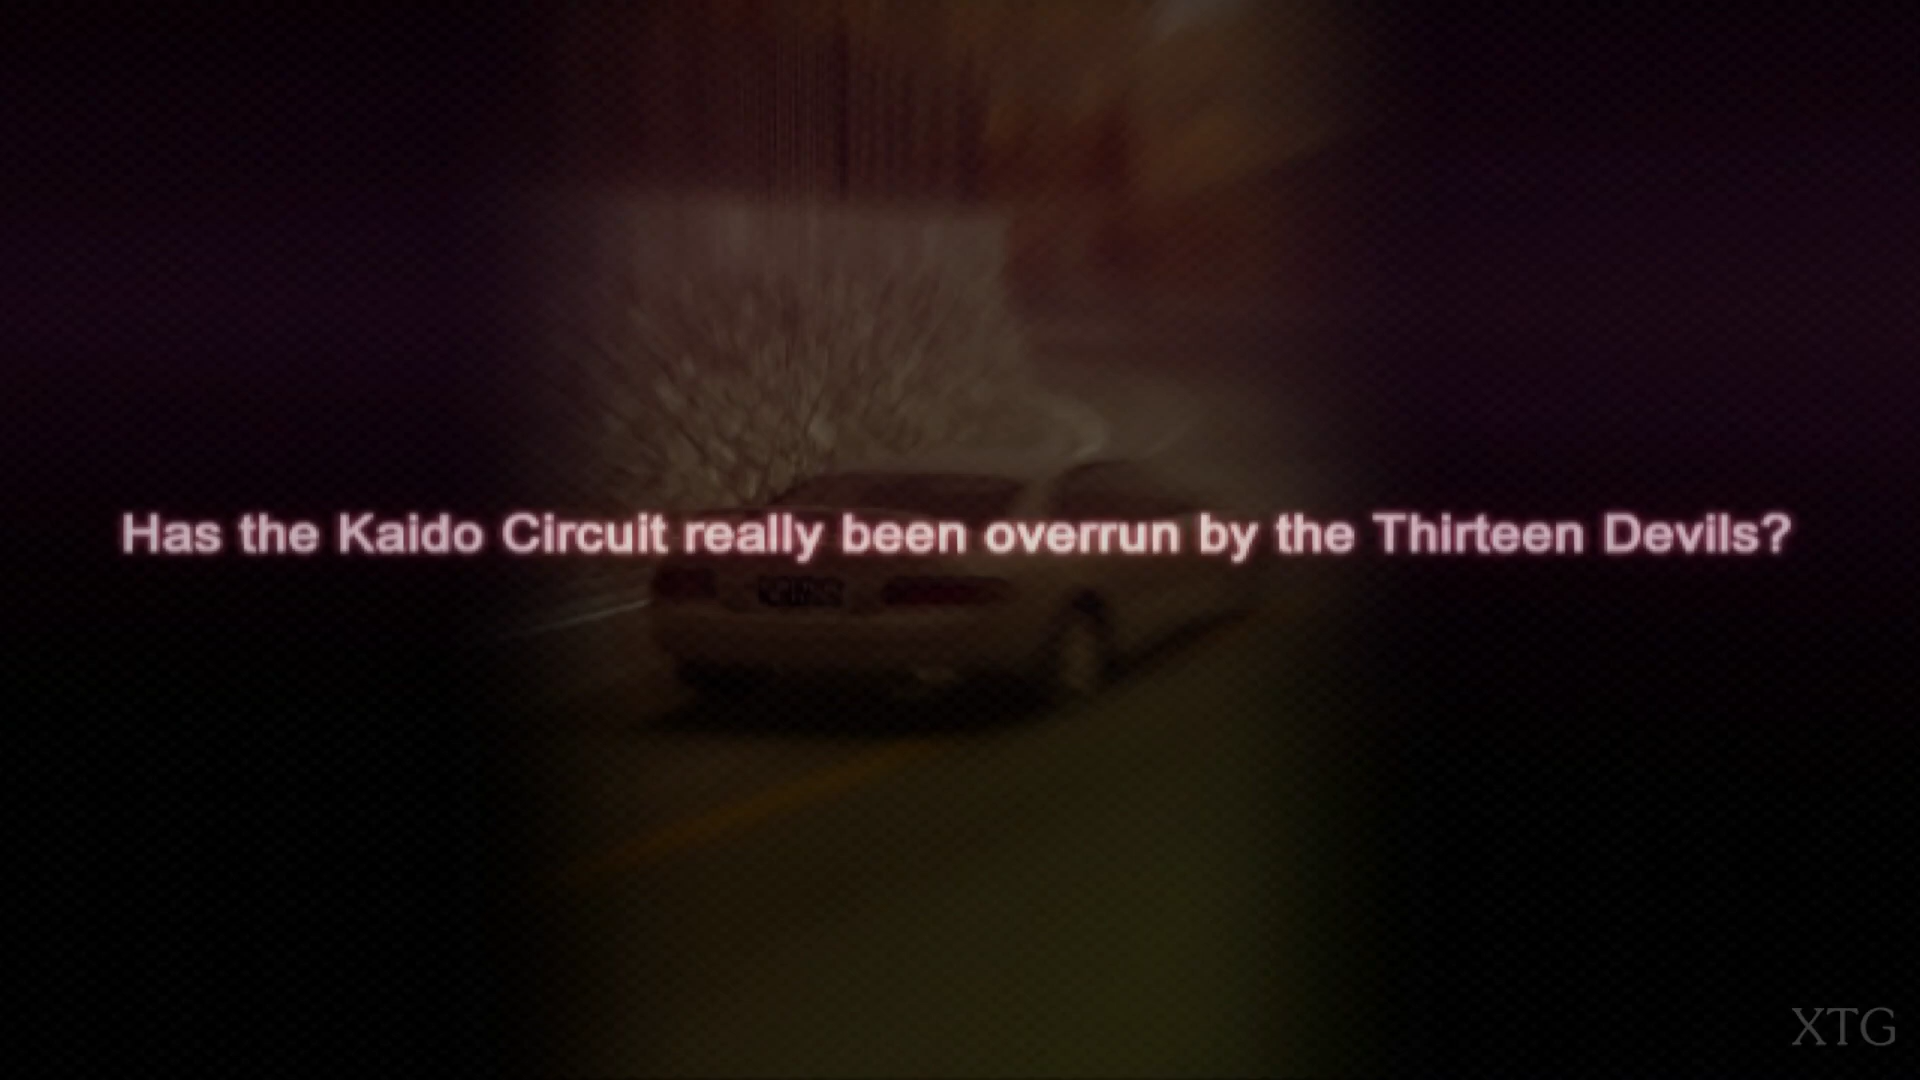 Has the Kaido Circuit really been overrun by the Thirteen Devils?
XTG